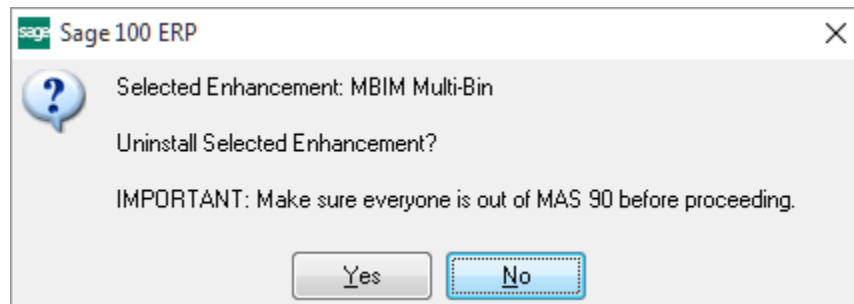 sage Sage 100 ERP
Selected Enhancement: MBIM Multi-Bin
Uninstall Selected Enhancement?
IMPORTANT: Make sure everyone is out of MAS 90 before proceeding.
Yes No